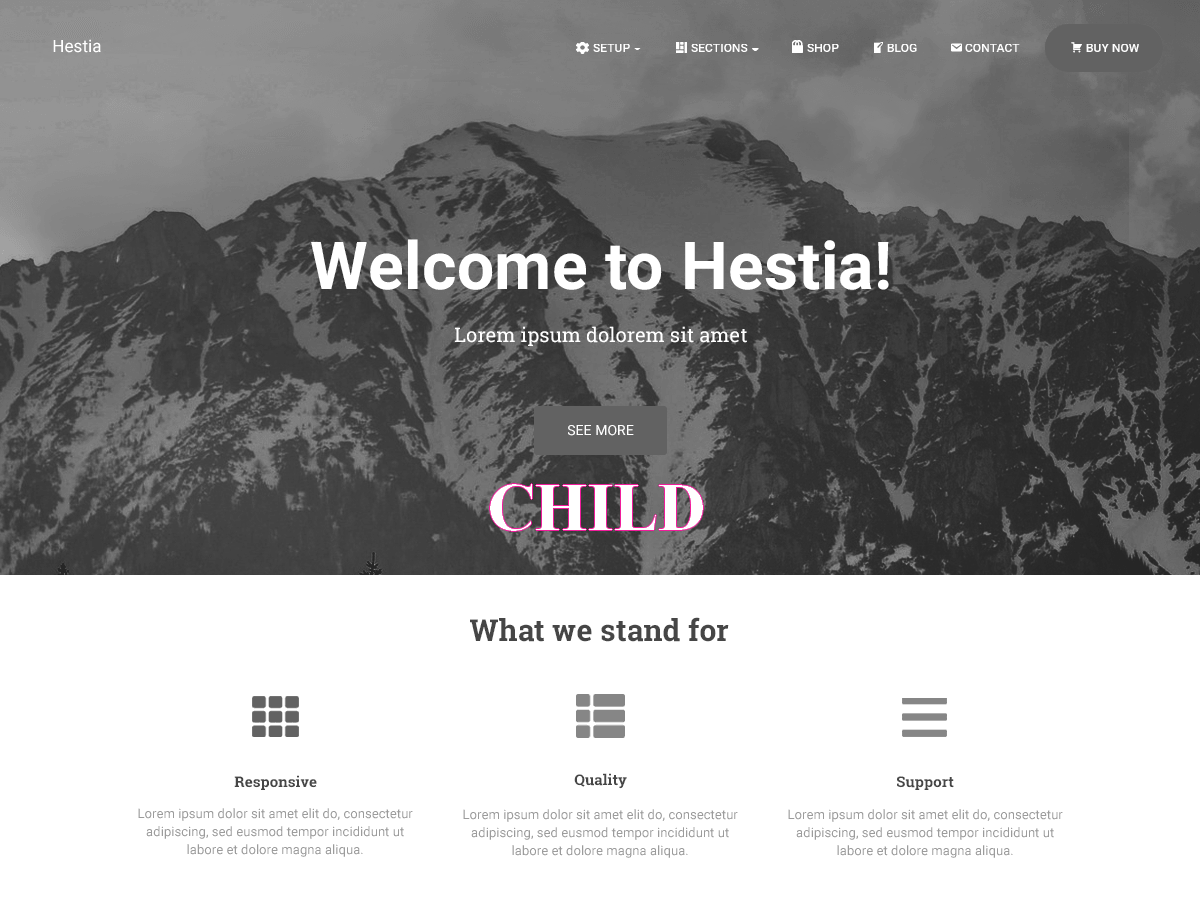 Hestia
SETUP
SECTIONS
SHOP
BLOG
CONTACT
BUY NOW
Welcome to Hestia!
Lorem ipsum dolorem sit amet
SEE MORE
CHILD
What we stand for
Responsive
Lorem ipsum dolor sit amet elit do, consectetur
adipiscing, sed eusmod tempor incididunt ut
labore et dolore magna aliqua.
Quality
Lorem ipsum dolor sit amet elit do, consectetur
adipiscing, sed eusmod tempor incididunt ut
labore et dolore magna aliqua.
Support
Lorem ipsum dolor sit amet elit do, consectetur
adipiscing, sed eusmod tempor incididunt ut
labore et dolore magna aliqua.